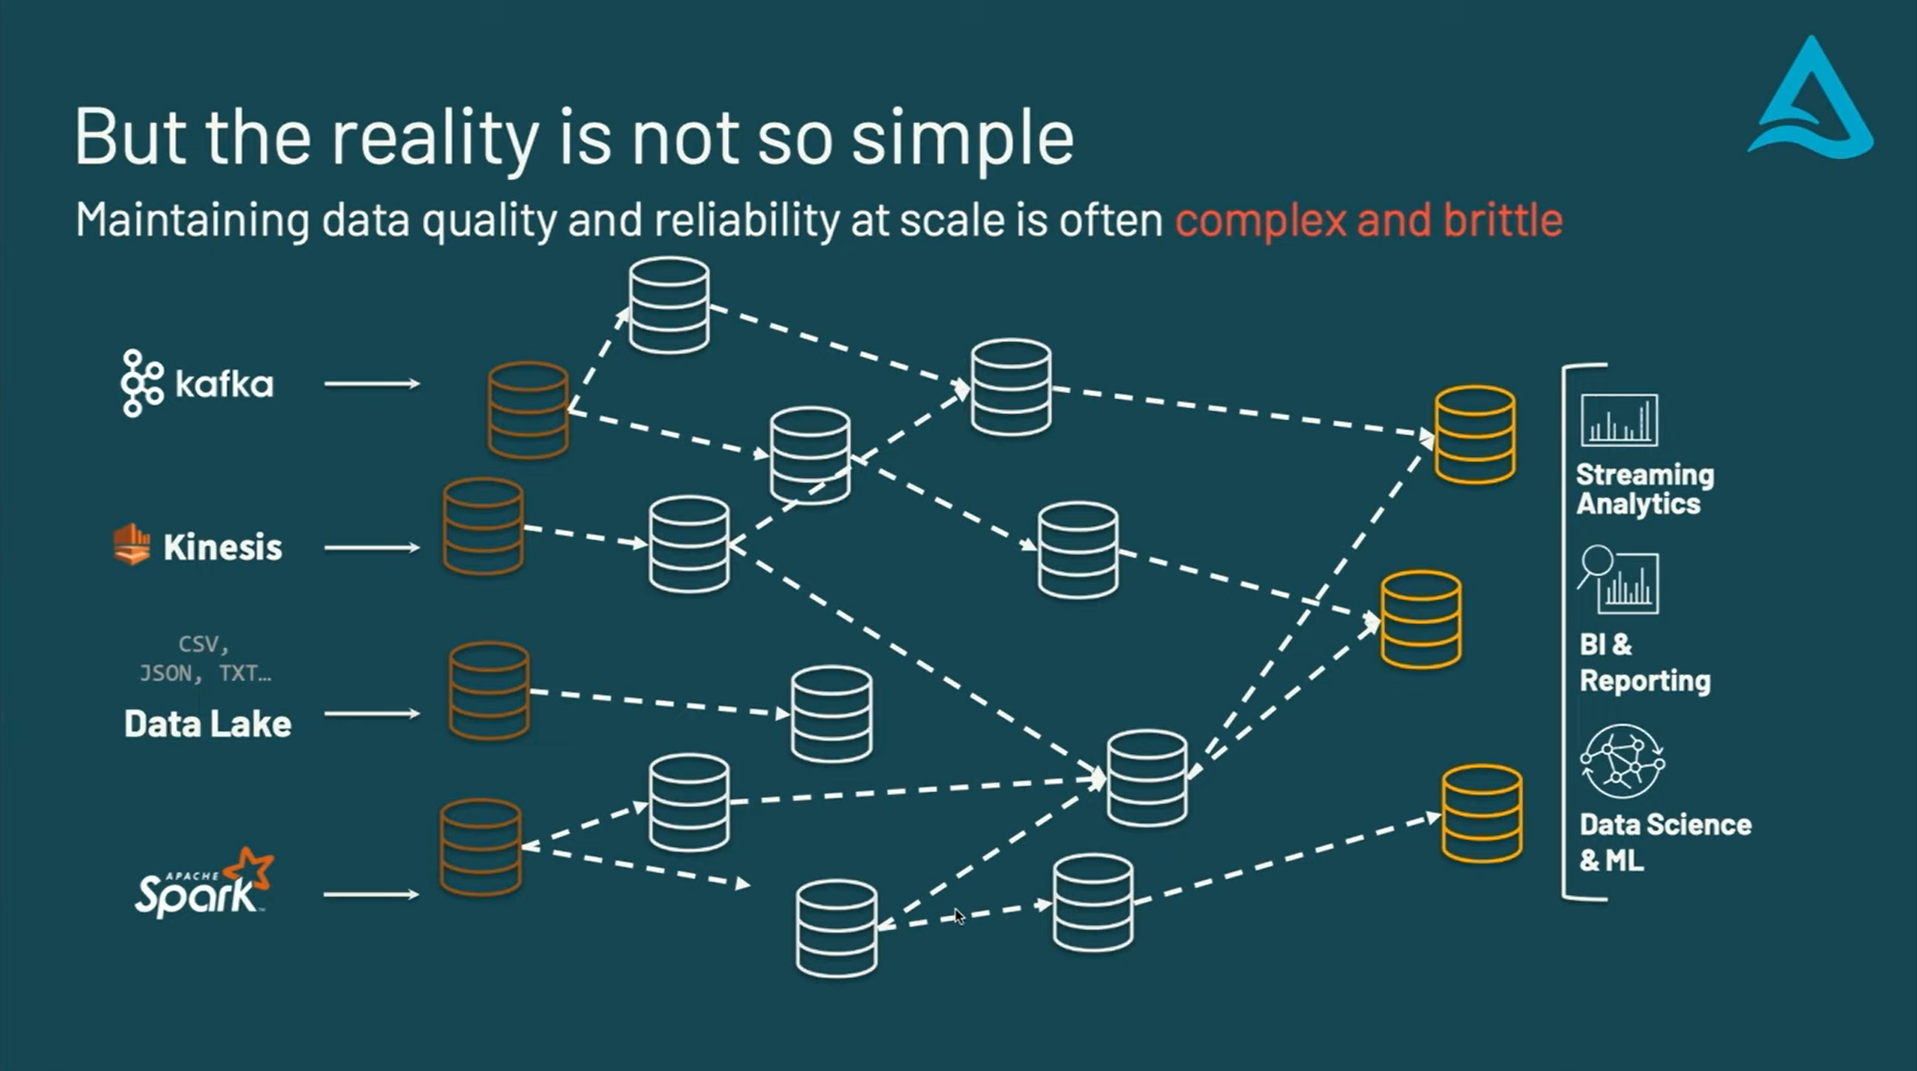 But the reality is not so simple
Maintaining data quality and reliability at scale is often complex and brittle
kafka
Kinesis
CSV,
JSON, TXT…
Data Lake
APACHE
Spark
Streaming
Analytics
BI &
Reporting
Data Science
& ML